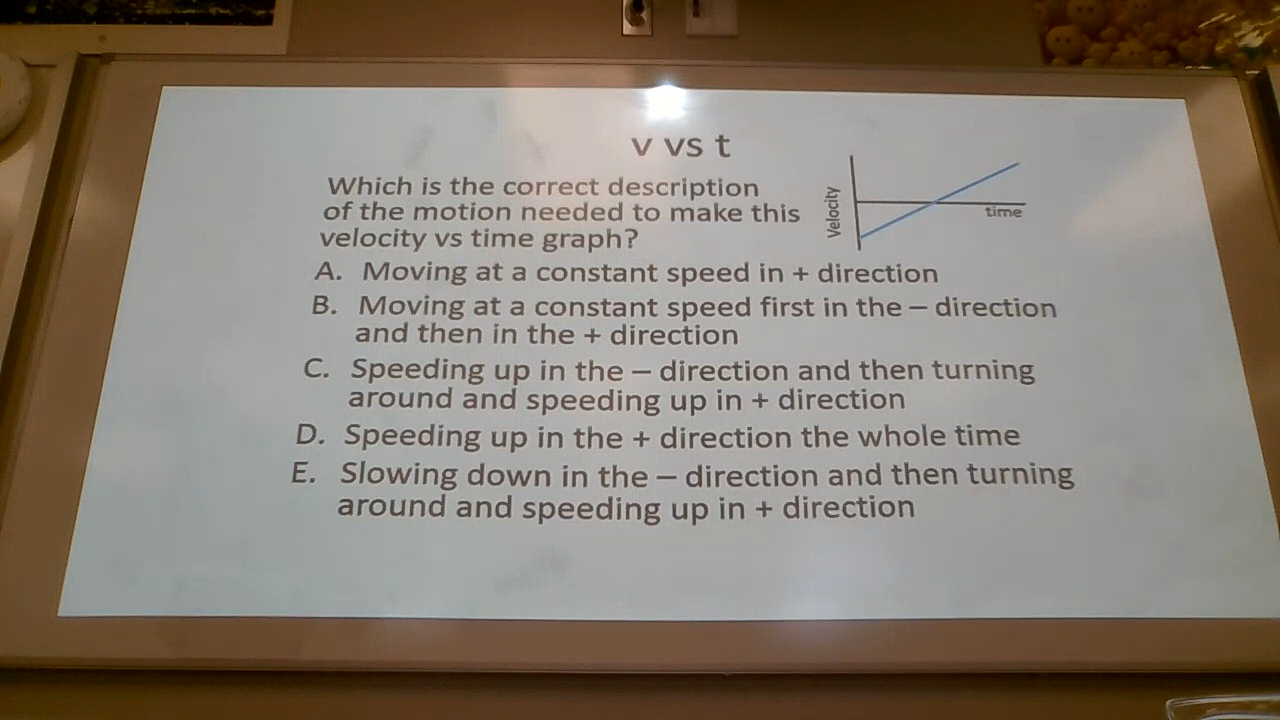 v vs t
Which is the correct description
of the motion needed to make this
velocity vs time graph?
Velocity
time
A. Moving at a constant speed in + direction
B. Moving at a constant speed first in the – direction
and then in the + direction
C. Speeding up in the – direction and then turning
around and speeding up in + direction
D. Speeding up in the + direction the whole time
E. Slowing down in the – direction and then turning
around and speeding up in + direction